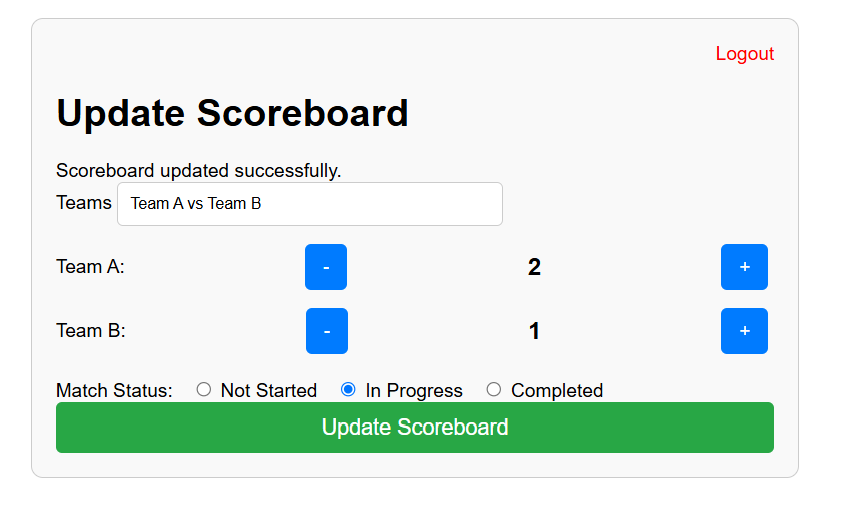 Logout
Update Scoreboard
Scoreboard updated successfully.
Teams Team A vs Team B
Team A: - 2 +
Team B: - 1 +
Match Status: Not Started In Progress Completed
Update Scoreboard